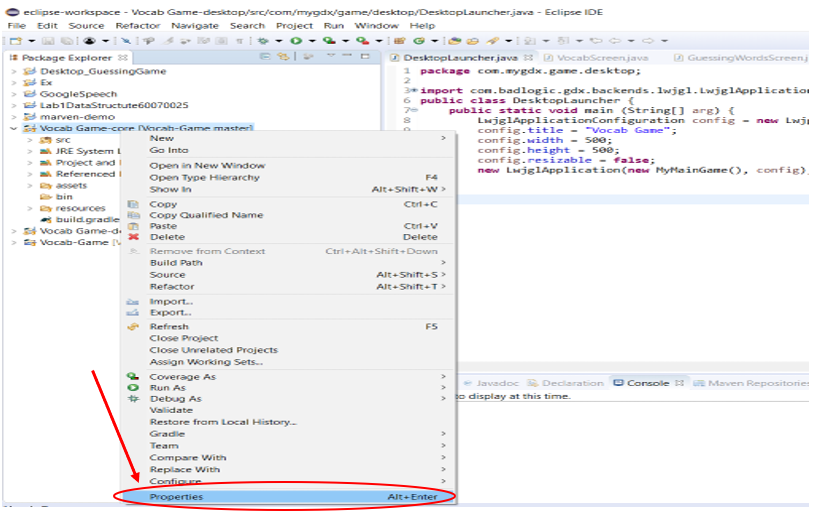 eclipse-workspace - Vocab Game-desktop/src/com/mygdx/game/desktop/DesktopLauncher.java - Eclipse IDE
File Edit Source Refactor Navigate Search Project Run Window Help
Package Explorer
Desktop_GuessingGame
Ex
GoogleSpeech
Lab1DataStructute60070025
marven-demo
Vocab Game-core [Vocab-Game master]
src
JRE System L
Project and
Referenced
assets
bin
resources
build.gradle
Vocab Game-d
Vocab-Game [V
New
Go Into
Open in New Window
Open Type Hierarchy F4
Show In Alt+Shift+W >
Copy Ctrl+C
Copy Qualified Name
Paste Ctrl+V
Delete Delete
Remove from Context Ctrl+Alt+Shift+Down
Build Path
Source Alt+Shift+S >
Refactor Alt+Shift+T >
Import...
Export...
Refresh F5
Close Project
Close Unrelated Projects
Assign Working Sets...
Coverage As
Run As
Debug As
Validate
Restore from Local History...
Gradle
Team
Compare With
Replace With
Configure
Properties Alt+Enter
DesktopLauncher.java VocabScreen.java GuessingWordsScreen.j
1 package com.mygdx.game.desktop;
2
3 import com.badlogic.gdx.backends.lwjgl.LwjglApplication
6 public class DesktopLauncher {
7 public static void main (String[] arg) {
8 LwjglApplicationConfiguration config = new Lwj
9 config.title = "Vocab Game";
config.width = 500;
config.height = 500;
config.resizable = false;
new LwjglApplication(new MyMainGame(), config)
Javadoc Declaration Console Maven Repositories
to display at this time.